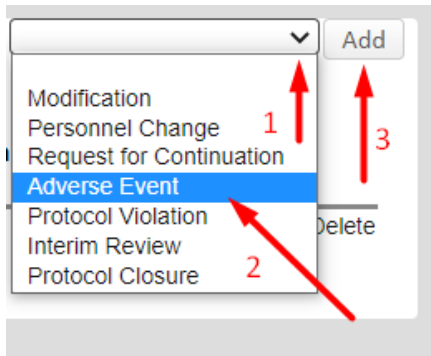 Add
Modification
Personnel Change 1
3
Request for Continuation
Adverse Event
Protocol Violation
Delete
Interim Review
2
Protocol Closure